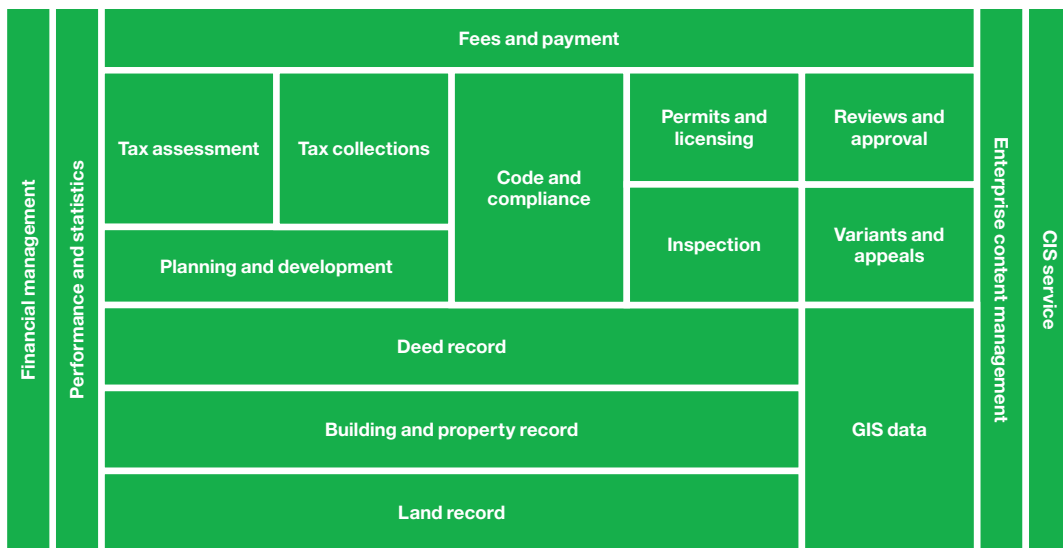 Financial management
Performance and statistics
Fees and payment
Tax assessment
Tax collections
Code and
compliance
Permits and
licensing
Reviews and
approval
Planning and development
Inspection
Variants and
appeals
Deed record
Building and property record
Land record
GIS data
Enterprise content management
CIS service